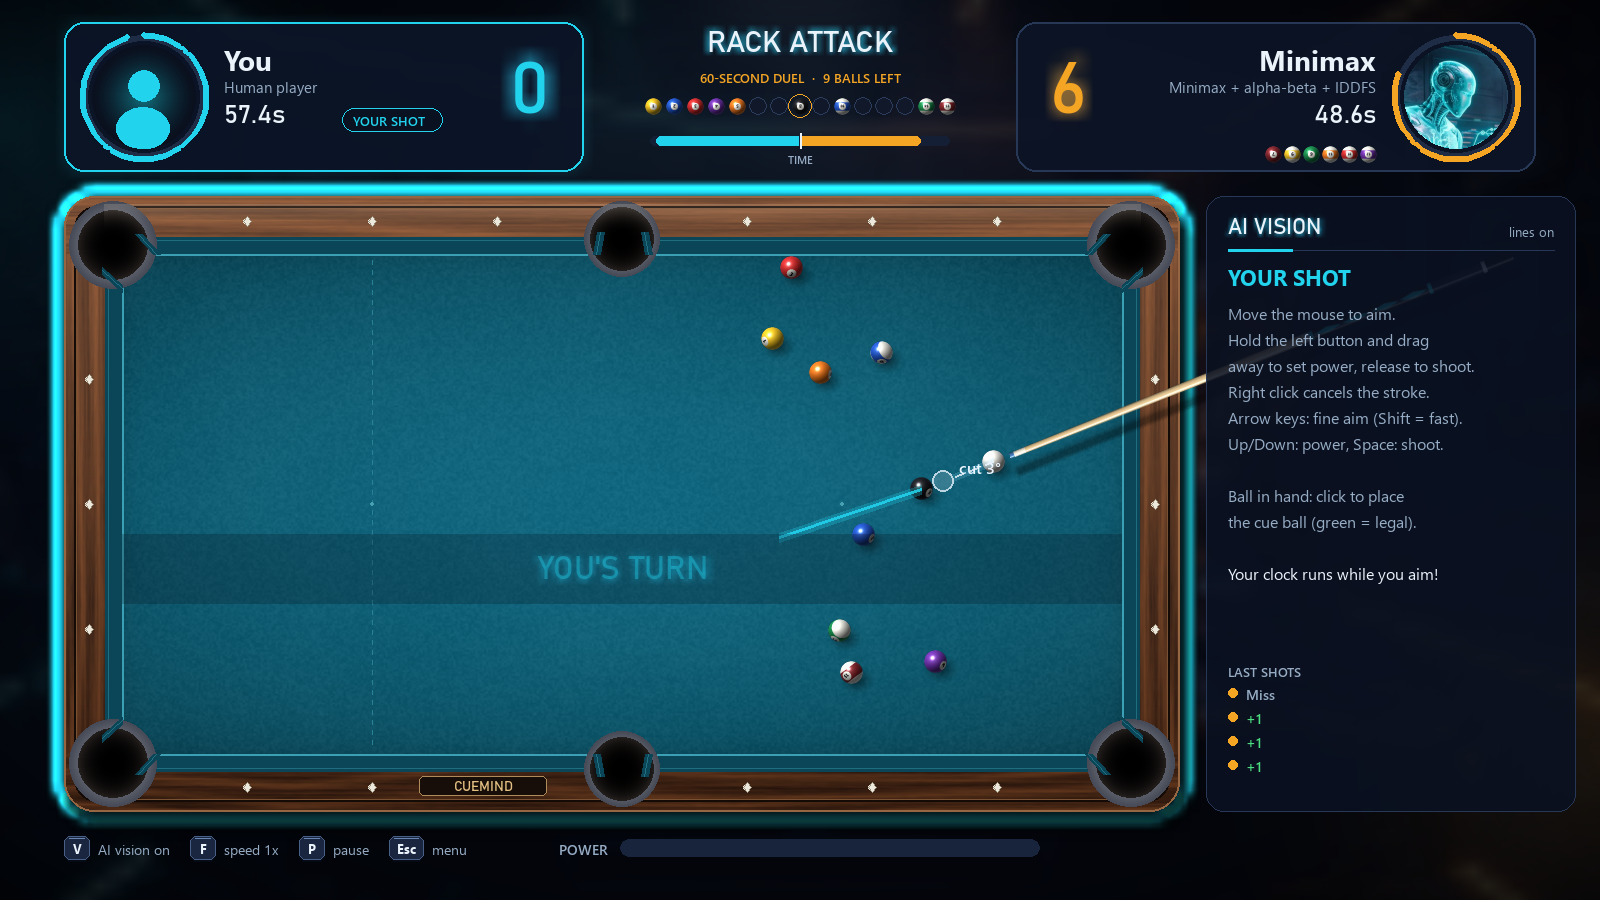 You
Human player
57.4s
YOUR SHOT
0
RACK ATTACK
60-SECOND DUEL · 9 BALLS LEFT
TIME
6
Minimax
Minimax + alpha-beta + IDDFS
48.6s
AI VISION
lines on
YOUR SHOT
Move the mouse to aim.
Hold the left button and drag
away to set power, release to shoot.
Right click cancels the stroke.
Arrow keys: fine aim (Shift = fast).
Up/Down: power, Space: shoot.
Ball in hand: click to place
the cue ball (green = legal).
Your clock runs while you aim!
LAST SHOTS
Miss
+1
+1
+1
cut 3°
YOU'S TURN
CUEMIND
V AI vision on F speed 1x P pause Esc menu POWER